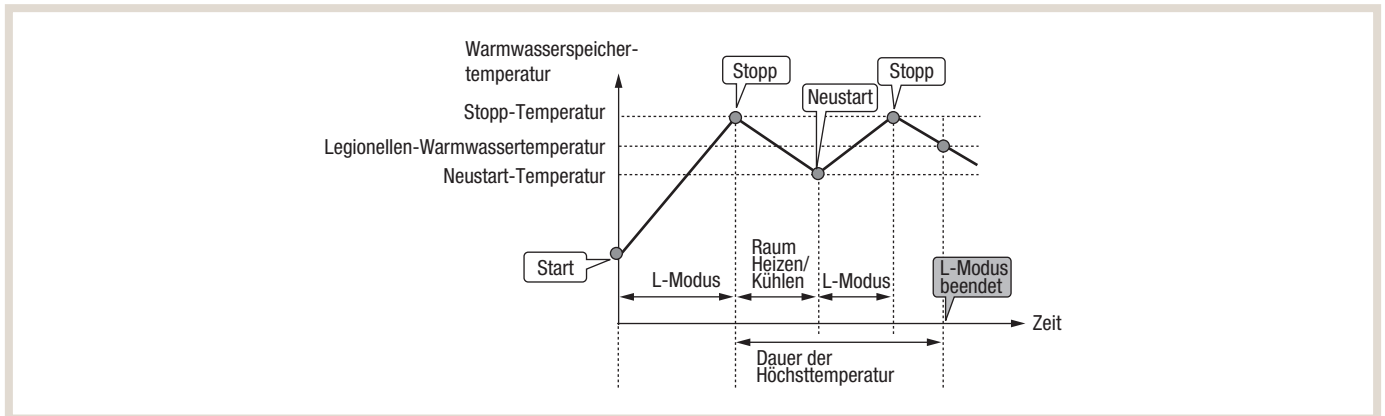 Warmwasserspeicher-
temperatur
Stopp
Stopp
Neustart
Stopp-Temperatur
Legionellen-Warmwassertemperatur
Neustart-Temperatur
Start
L-Modus
Raum
Heizen/
Kühlen
L-Modus
L-Modus
beendet
Zeit
Dauer der
Höchsttemperatur